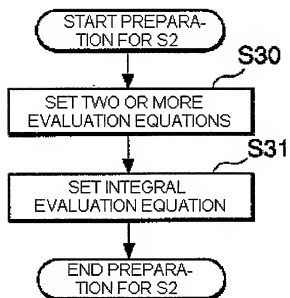 START PREPARA-
TION FOR S2
S30
SET TWO OR MORE
EVALUATION EQUATIONS
S31
SET INTEGRAL
EVALUATION EQUATION
END PREPARA-
TION FOR S2